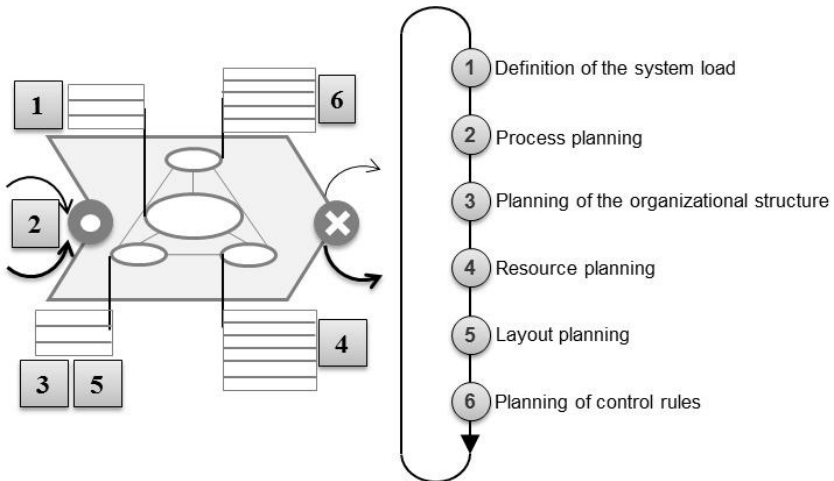 1
6
2
3
5
4
1 Definition of the system load
2 Process planning
3 Planning of the organizational structure
4 Resource planning
5 Layout planning
6 Planning of control rules